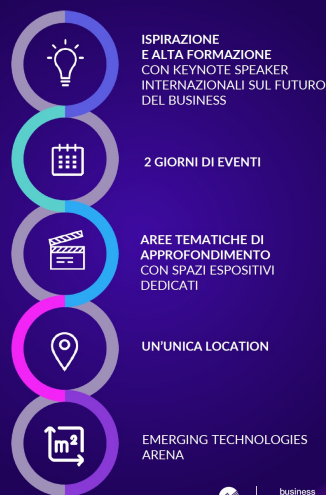 ISPIRAZIONE
E ALTA FORMAZIONE
CON KEYNOTE SPEAKER
INTERNAZIONALI SUL FUTURO
DEL BUSINESS
2 GIORNI DI EVENTI
AREE TEMATICHE DI
APPROFONDIMENTO
CON SPAZI ESPOSITIVI
DEDICATI
UN'UNICA LOCATION
m²
EMERGING TECHNOLOGIES
ARENA
business